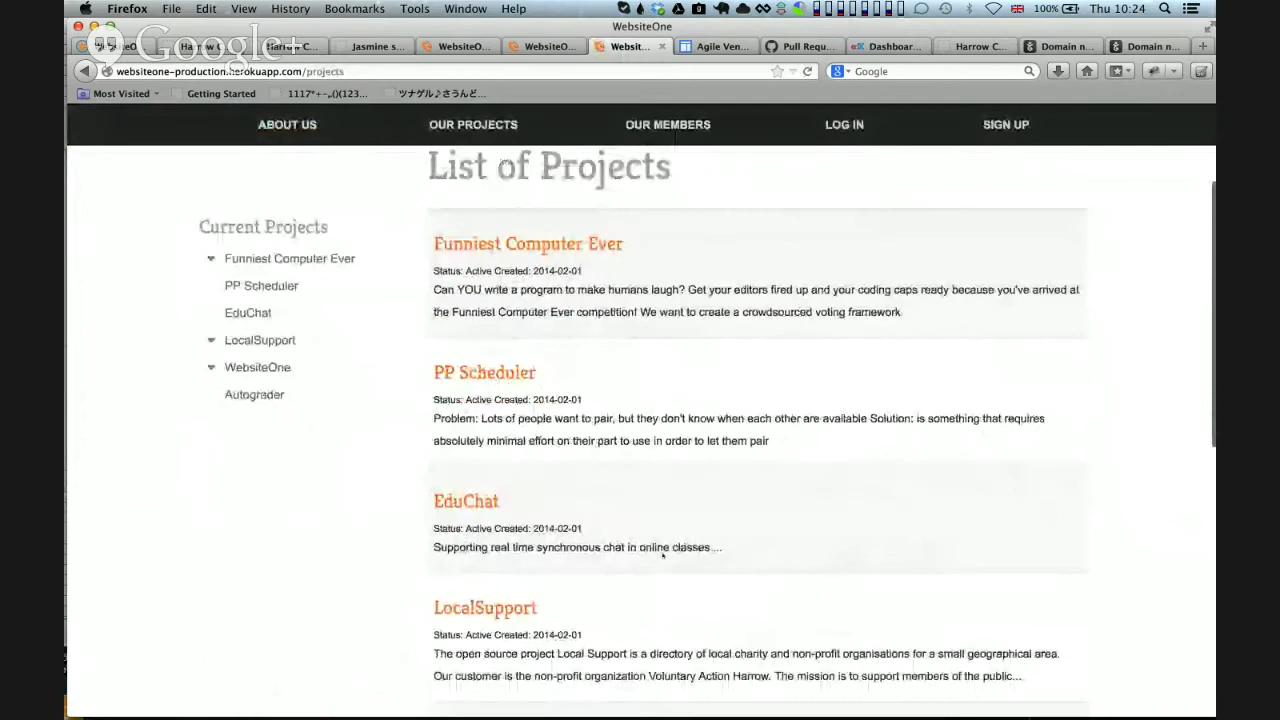 Firefox File Edit View History Bookmarks Tools Window Help 100% Thu 10:24
WebsiteOne
Google+
Harrow C... Jasmine s... WebsiteO... WebsiteO... Websit... Agile Ven... Pull Requ... Dashboar... Harrow C... Domain n... Domain n...
websiteone-production.herokuapp.com/projects Google
Most Visited Getting Started 1117*+-,()(123... ツナゲル♪さうんど...
ABOUT US OUR PROJECTS OUR MEMBERS LOG IN SIGN UP
List of Projects
Current Projects
Funniest Computer Ever
PP Scheduler
EduChat
LocalSupport
WebsiteOne
Autograder
Funniest Computer Ever
Status: Active Created: 2014-02-01
Can YOU write a program to make humans laugh? Get your editors fired up and your coding caps ready because you've arrived at
the Funniest Computer Ever competition! We want to create a crowdsourced voting framework
PP Scheduler
Status: Active Created: 2014-02-01
Problem: Lots of people want to pair, but they don't know when each other are available Solution: is something that requires
absolutely minimal effort on their part to use in order to let them pair
EduChat
Status: Active Created: 2014-02-01
Supporting real time synchronous chat in online classes....
LocalSupport
Status: Active Created: 2014-02-01
The open source project Local Support is a directory of local charity and non-profit organisations for a small geographical area.
Our customer is the non-profit organization Voluntary Action Harrow. The mission is to support members of the public...